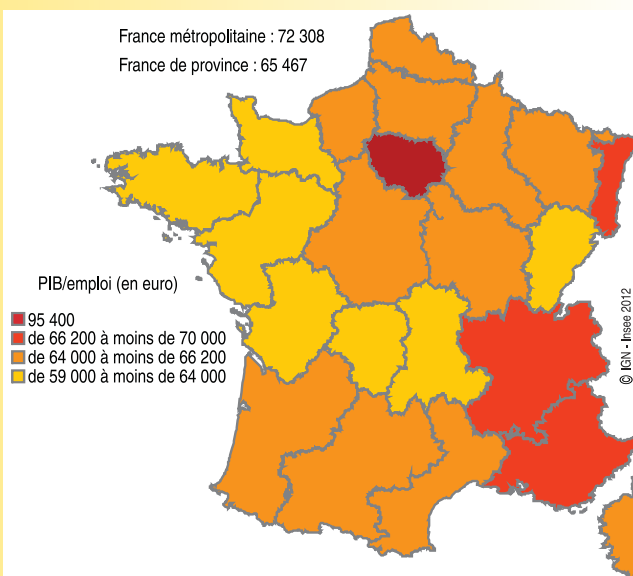 France métropolitaine : 72 308
France de province : 65 467
PIB/emploi (en euro)
95 400
de 66 200 à moins de 70 000
de 64 000 à moins de 66 200
de 59 000 à moins de 64 000
© IGN - Insee 2012